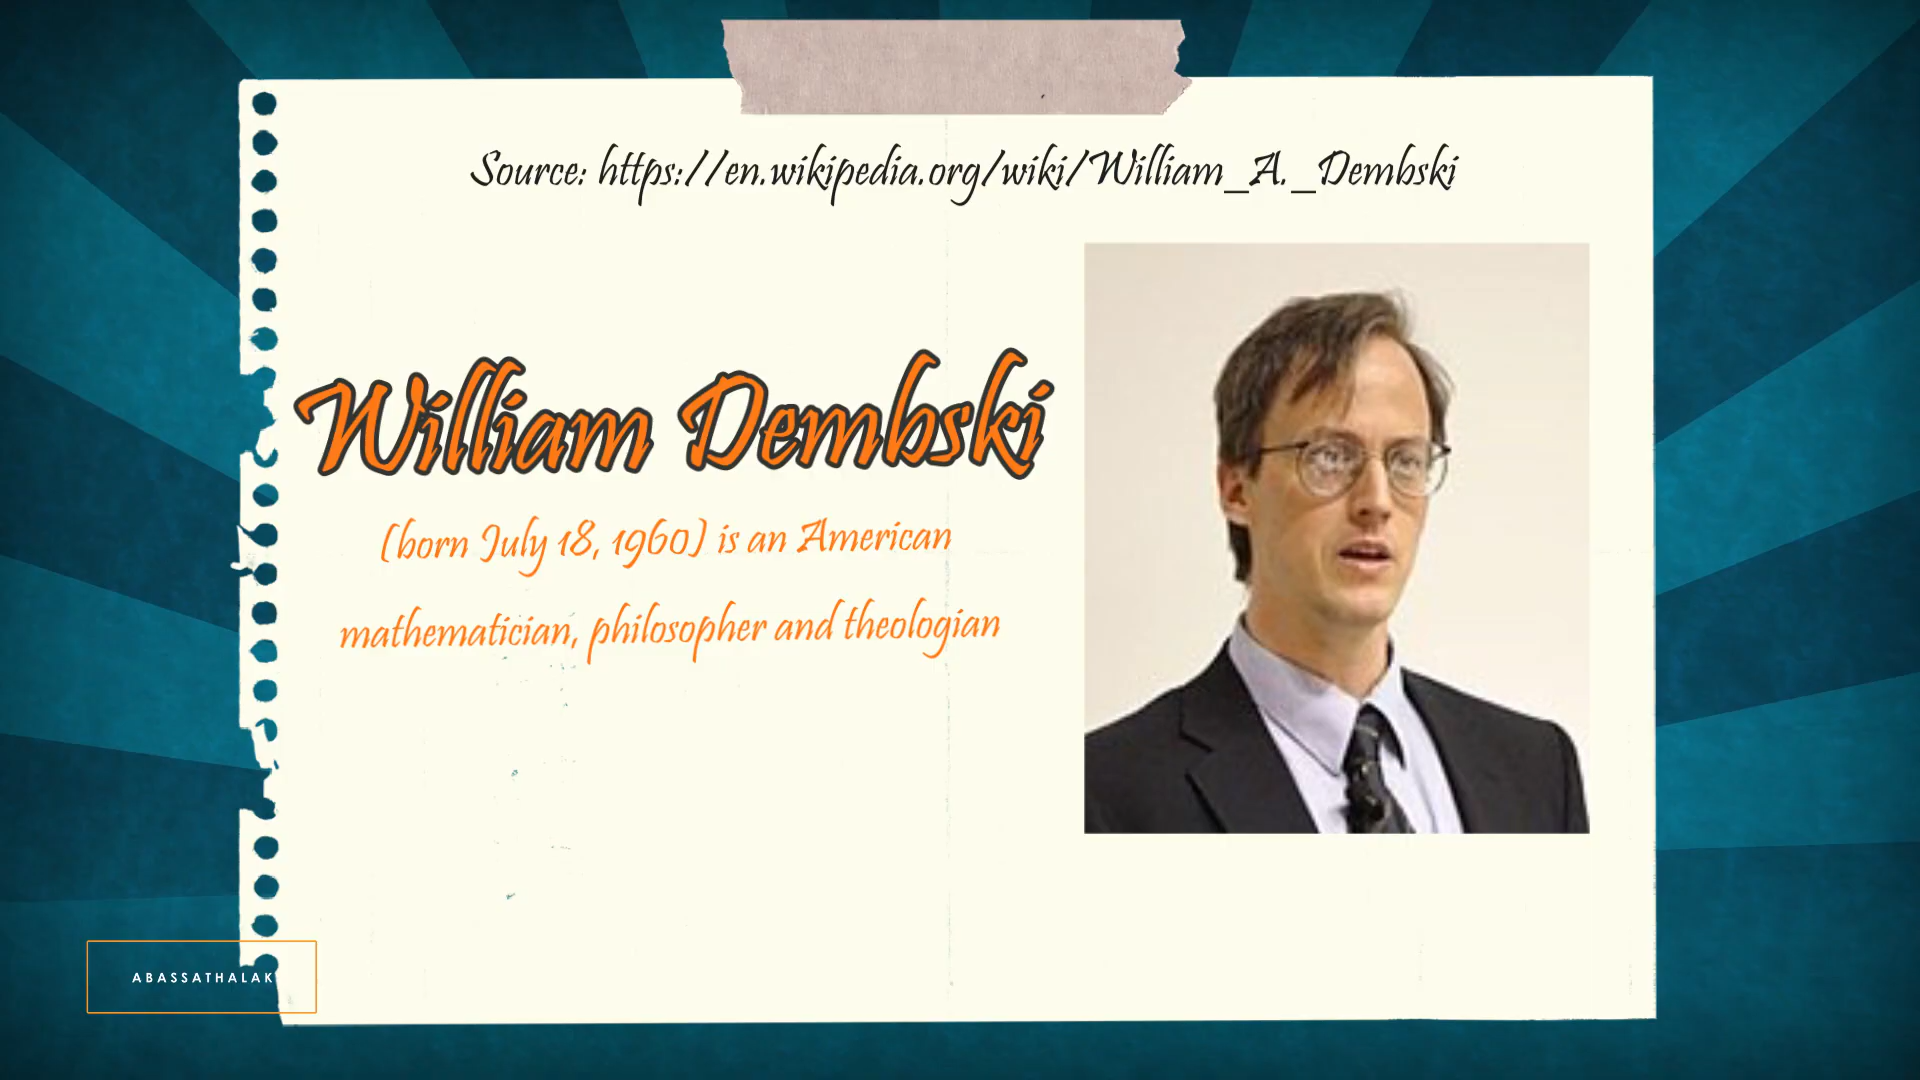 Source: https://en.wikipedia.org/wiki/William_A._Dembski
William Dembski
(born July 18, 1960) is an American
mathematician, philosopher and theologian
ABASSATHALAK